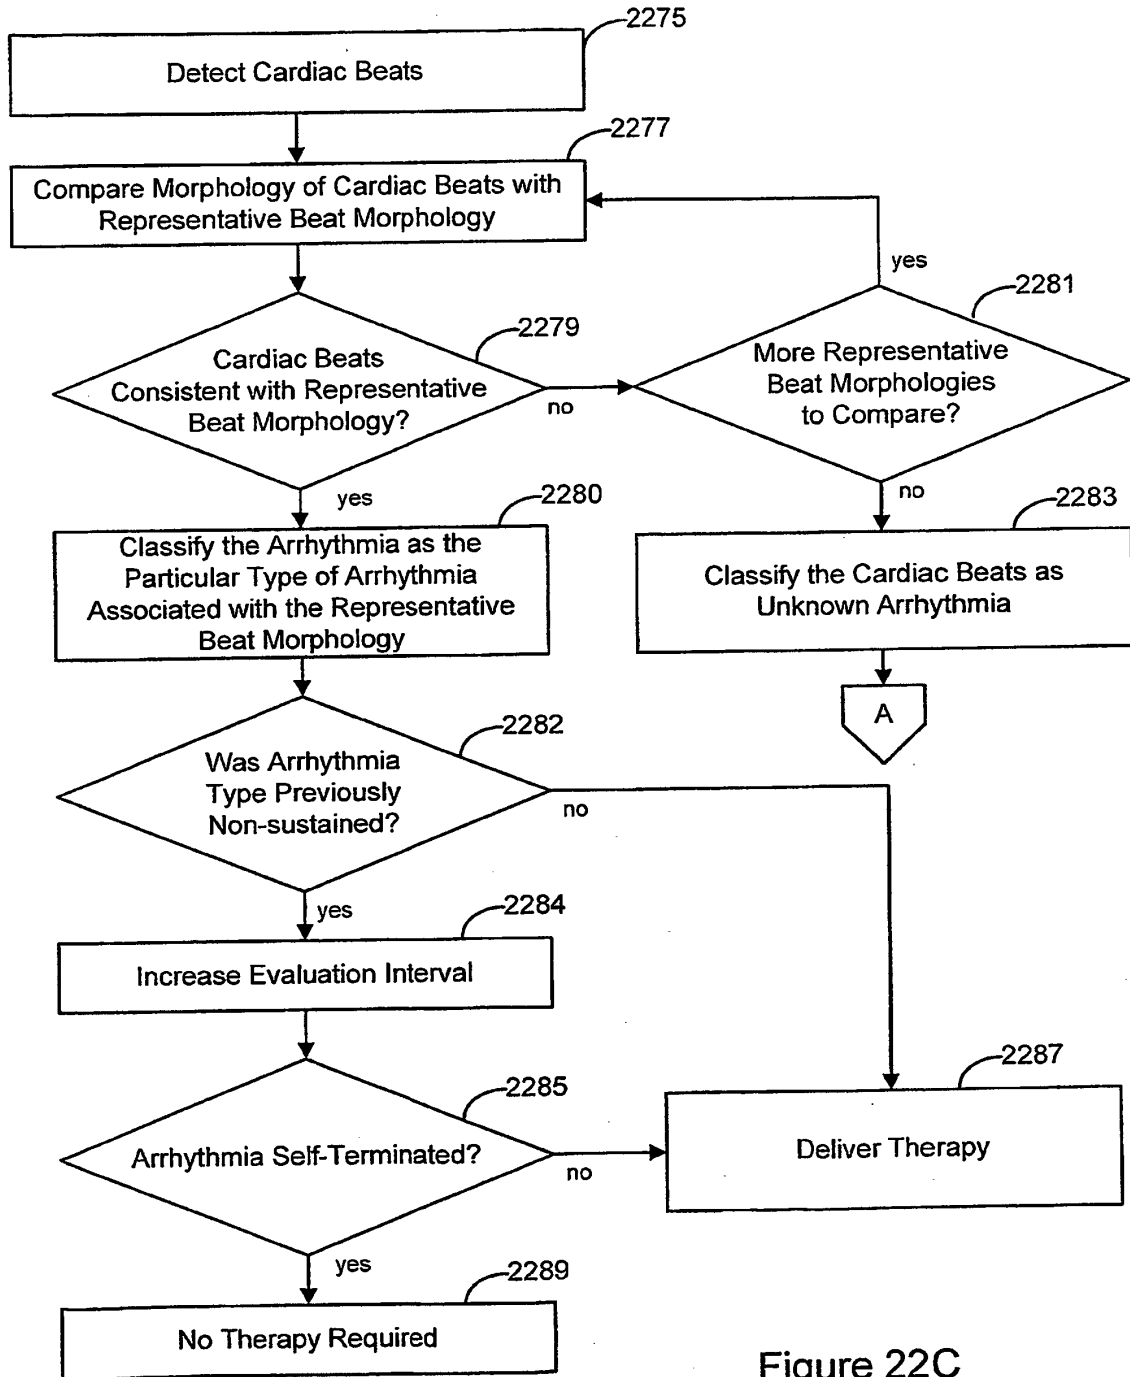 2275
Detect Cardiac Beats
2277
Compare Morphology of Cardiac Beats with
Representative Beat Morphology
yes
2281
2279
Cardiac Beats
Consistent with Representative
Beat Morphology?
no
More Representative
Beat Morphologies
to Compare?
yes
no
2280
2283
Classify the Arrhythmia as the
Particular Type of Arrhythmia
Associated with the Representative
Beat Morphology
Classify the Cardiac Beats as
Unknown Arrhythmia
A
2282
Was Arrhythmia
Type Previously
Non-sustained?
no
yes
2284
Increase Evaluation Interval
2285
2287
Arrhythmia Self-Terminated?
no
Deliver Therapy
yes
2289
No Therapy Required
Figure 22C